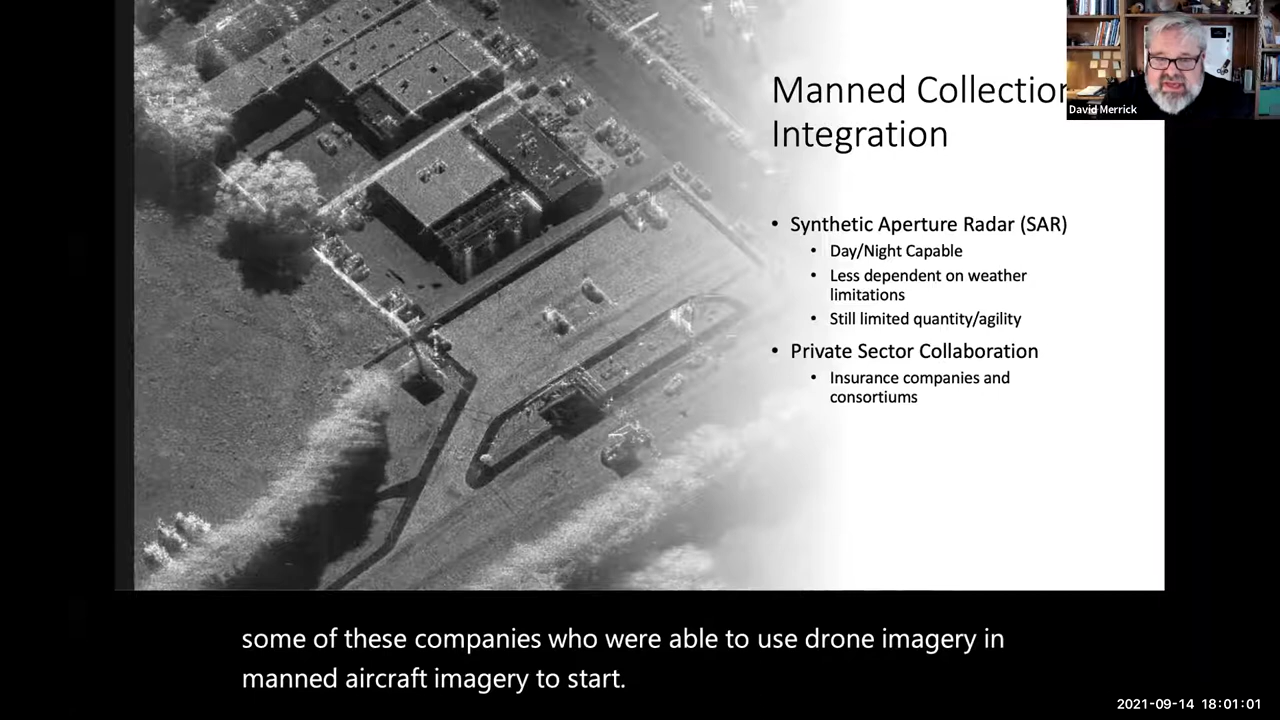 Manned Collection
Integration
David Merrick
• Synthetic Aperture Radar (SAR)
• Day/Night Capable
• Less dependent on weather
limitations
• Still limited quantity/agility
• Private Sector Collaboration
• Insurance companies and
consortiums
some of these companies who were able to use drone imagery in
manned aircraft imagery to start.
2021-09-14 18:01:01